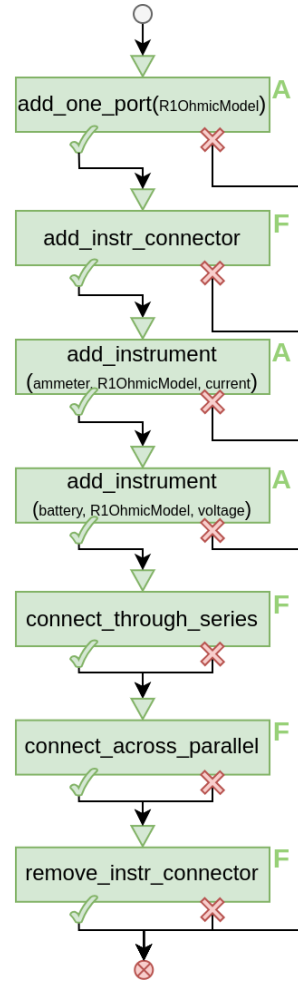 add_one_port(R1OhmicModel)
A
add_instr_connector
F
add_instrument
(ammeter, R1OhmicModel, current)
A
add_instrument
(battery, R1OhmicModel, voltage)
A
connect_through_series
F
connect_across_parallel
F
remove_instr_connector
F